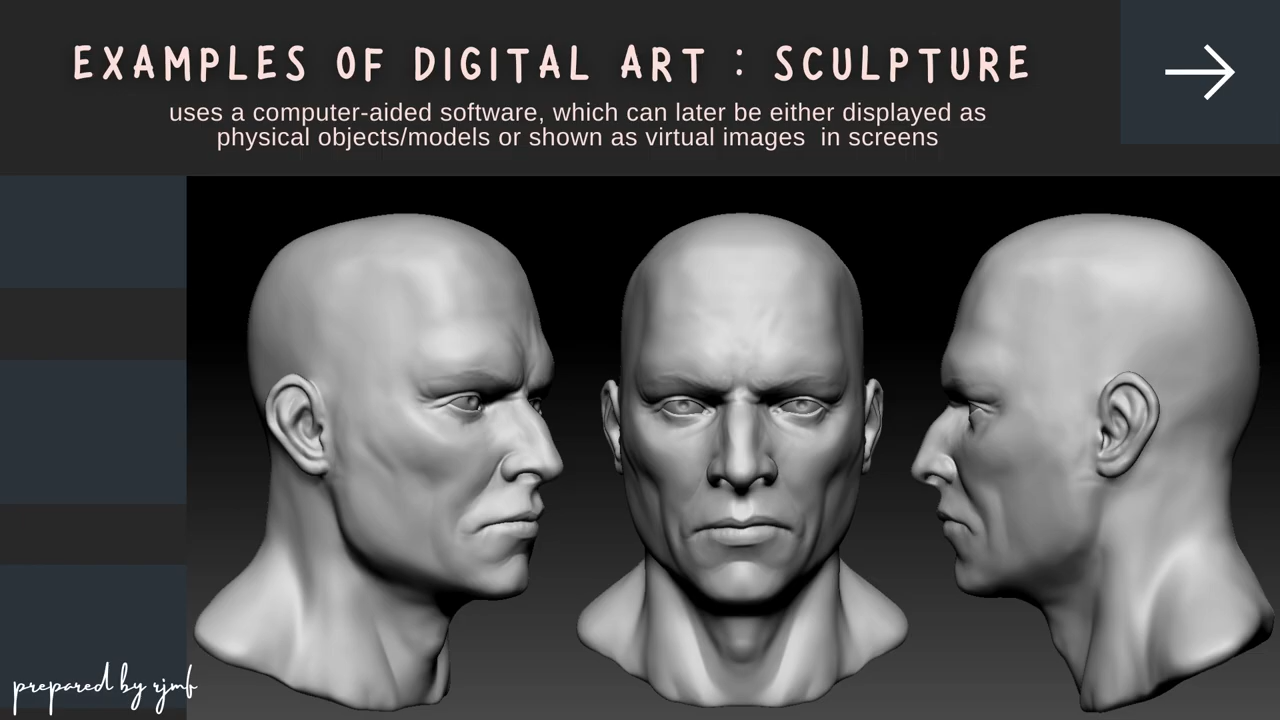 EXAMPLES OF DIGITAL ART : SCULPTURE
uses a computer-aided software, which can later be either displayed as
physical objects/models or shown as virtual images  in screens
prepared by rjmb